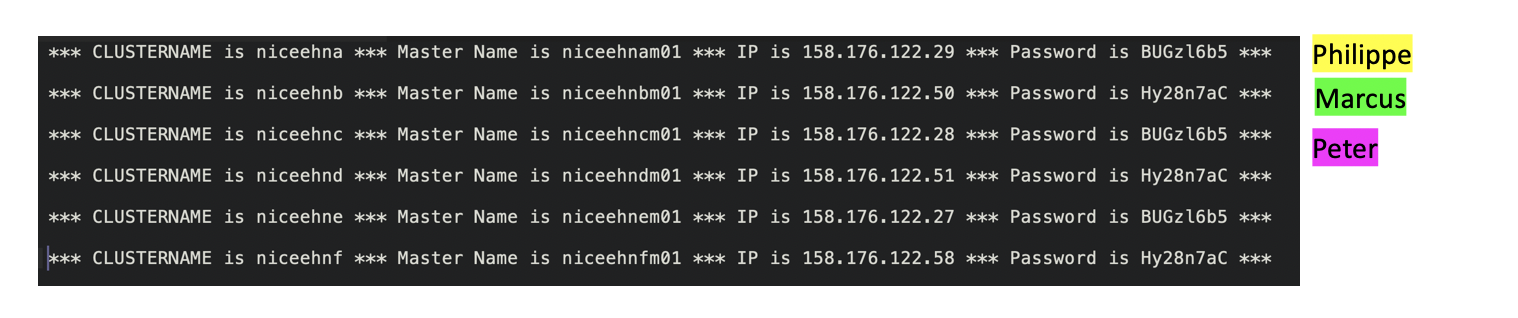 *** CLUSTERNAME is niceehna *** Master Name is niceehnam01 *** IP is 158.176.122.29 *** Password is BUGzl6b5 *** Philippe
*** CLUSTERNAME is niceehnb *** Master Name is niceehnbm01 *** IP is 158.176.122.50 *** Password is Hy28n7aC *** Marcus
*** CLUSTERNAME is niceehnc *** Master Name is niceehncm01 *** IP is 158.176.122.28 *** Password is BUGzl6b5 *** Peter
*** CLUSTERNAME is niceehnd *** Master Name is niceehndm01 *** IP is 158.176.122.51 *** Password is Hy28n7aC ***
*** CLUSTERNAME is niceehne *** Master Name is niceehnem01 *** IP is 158.176.122.27 *** Password is BUGzl6b5 ***
*** CLUSTERNAME is niceehnf *** Master Name is niceehnfm01 *** IP is 158.176.122.58 *** Password is Hy28n7aC ***